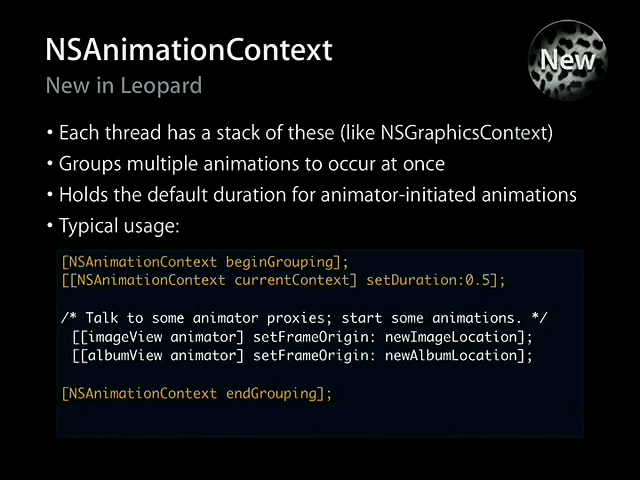 NSAnimationContext
New in Leopard
New
• Each thread has a stack of these (like NSGraphicsContext)
• Groups multiple animations to occur at once
• Holds the default duration for animator-initiated animations
• Typical usage:
[NSAnimationContext beginGrouping];
[[NSAnimationContext currentContext] setDuration:0.5];
/* Talk to some animator proxies; start some animations. */
[[imageView animator] setFrameOrigin: newImageLocation];
[[albumView animator] setFrameOrigin: newAlbumLocation];
[NSAnimationContext endGrouping];